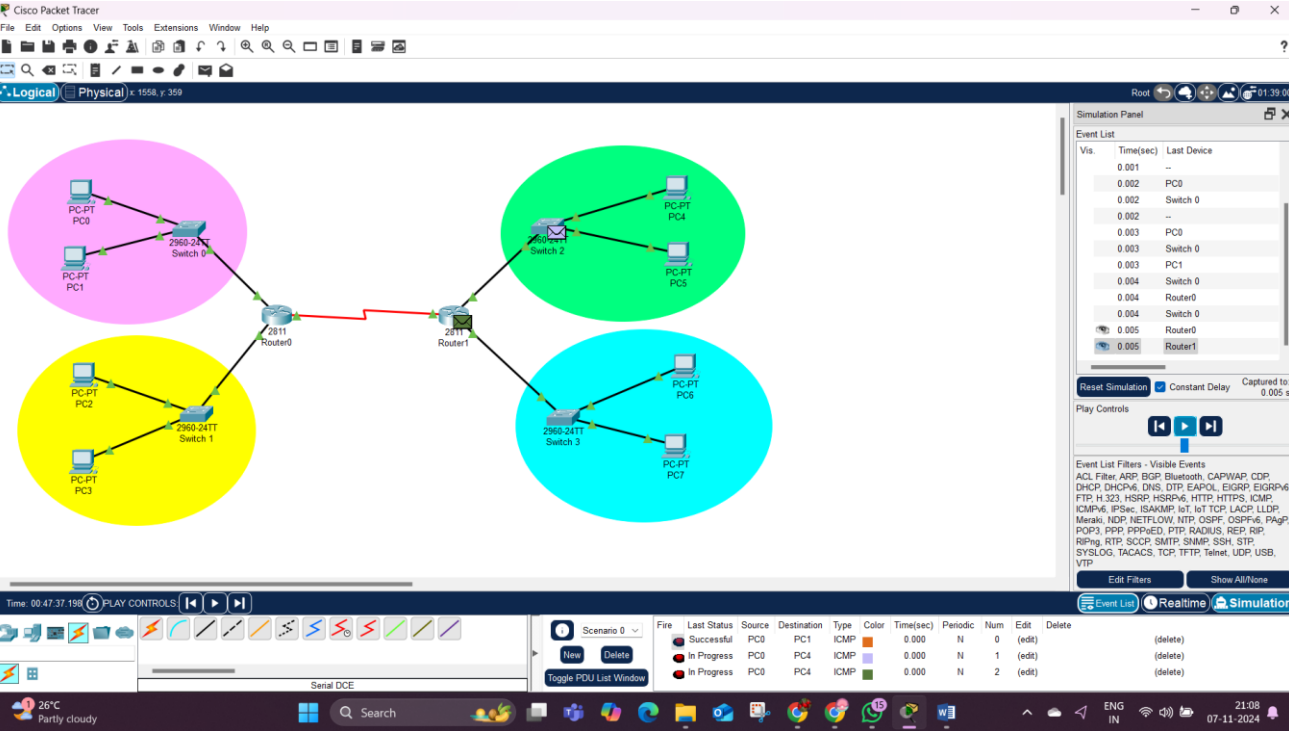 Cisco Packet Tracer
File Edit Options View Tools Extensions Window Help
Logical Physical x: 1558, y: 359
Root 01:39:00
PC-PT
PC0
PC-PT
PC1
2960-24TT
Switch 0
2811
Router0
PC-PT
PC2
PC-PT
PC3
2960-24TT
Switch 1
PC-PT
PC4
2960-24TT
Switch 2
PC-PT
PC5
2811
Router1
PC-PT
PC6
2960-24TT
Switch 3
PC-PT
PC7
Simulation Panel
Event List
Vis. Time(sec) Last Device
0.001 --
0.002 PC0
0.002 Switch 0
0.002 --
0.003 PC0
0.003 Switch 0
0.003 PC1
0.004 Switch 0
0.004 Router0
0.004 Switch 0
0.005 Router0
0.005 Router1
Reset Simulation Constant Delay Captured to:
0.005 s
Play Controls
Event List Filters - Visible Events
ACL Filter, ARP, BGP, Bluetooth, CAPWAP, CDP,
DHCP, DHCPv6, DNS, DTP, EAPOL, EIGRP, EIGRPv6
FTP, H.323, HSRP, HSRPv6, HTTP, HTTPS, ICMP,
ICMPv6, IPSec, ISAKMP, IoT, IoT TCP, LACP, LLDP,
Meraki, NDP, NETFLOW, NTP, OSPF, OSPFv6, PAgP,
POP3, PPP, PPPoED, PTP, RADIUS, REP, RIP,
RIPng, RTP, SCCP, SMTP, SNMP, SSH, STP,
SYSLOG, TACACS, TCP, TFTP, Telnet, UDP, USB,
VTP
Edit Filters Show All/None
Time: 00:47:37.198 PLAY CONTROLS:
Event List Realtime Simulation
Serial DCE
Scenario 0
New Delete
Toggle PDU List Window
Fire Last Status Source Destination Type Color Time(sec) Periodic Num Edit Delete
Successful PC0 PC1 ICMP 0.000 N 0 (edit) (delete)
In Progress PC0 PC4 ICMP 0.000 N 1 (edit) (delete)
In Progress PC0 PC4 ICMP 0.000 N 2 (edit) (delete)
1
26°C
Partly cloudy
Search
15
ENG
IN
21:08
07-11-2024